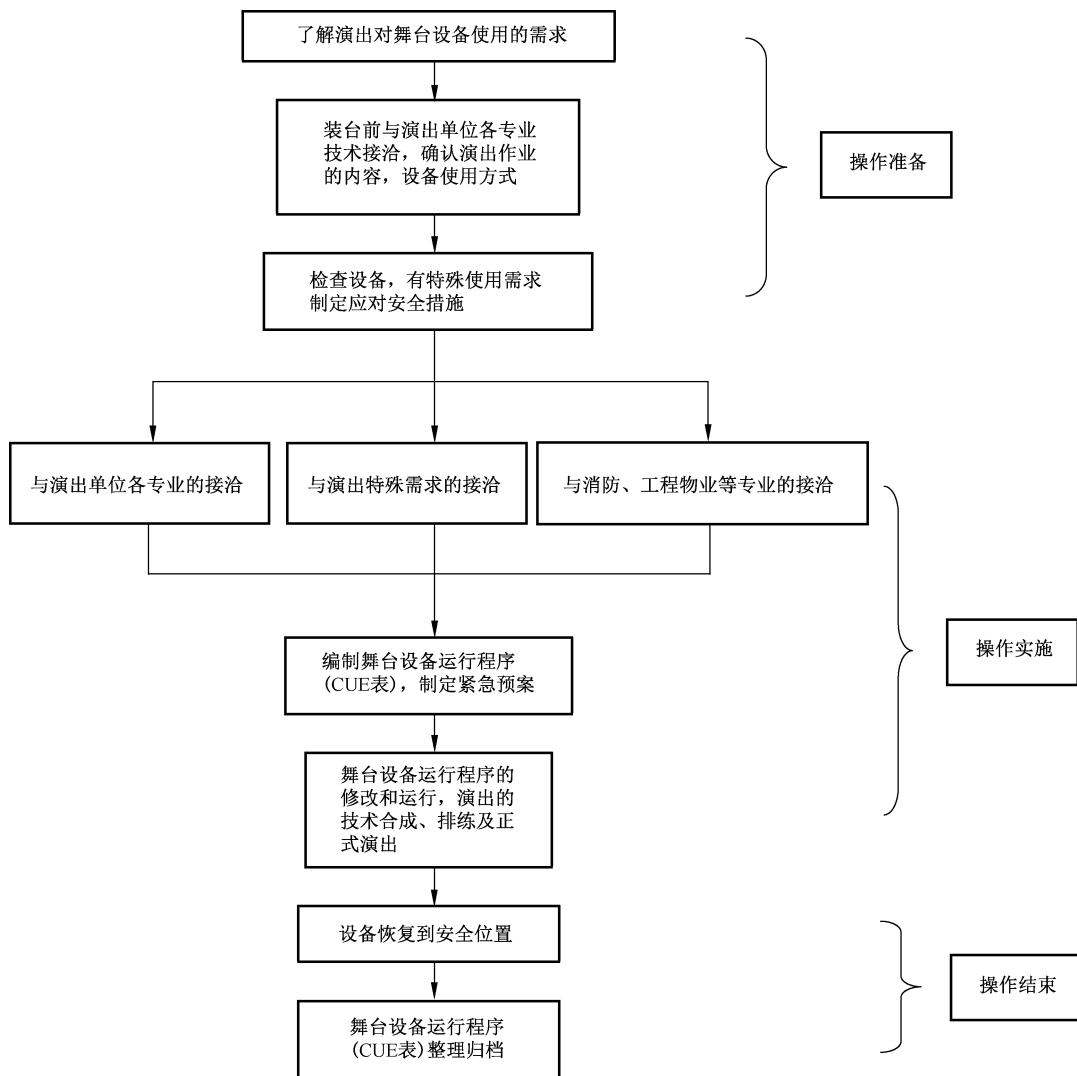 了解演出对舞台设备使用的需求
装台前与演出单位各专业
技术接洽，确认演出作业
的内容，设备使用方式
操作准备
检查设备，有特殊使用需求
制定应对安全措施
与演出单位各专业的接洽
与演出特殊需求的接洽
与消防、工程物业等专业的接洽
编制舞台设备运行程序
(CUE表)，制定紧急预案
操作实施
舞台设备运行程序的
修改和运行，演出的
技术合成、排练及正
式演出
设备恢复到安全位置
操作结束
舞台设备运行程序
(CUE表)整理归档